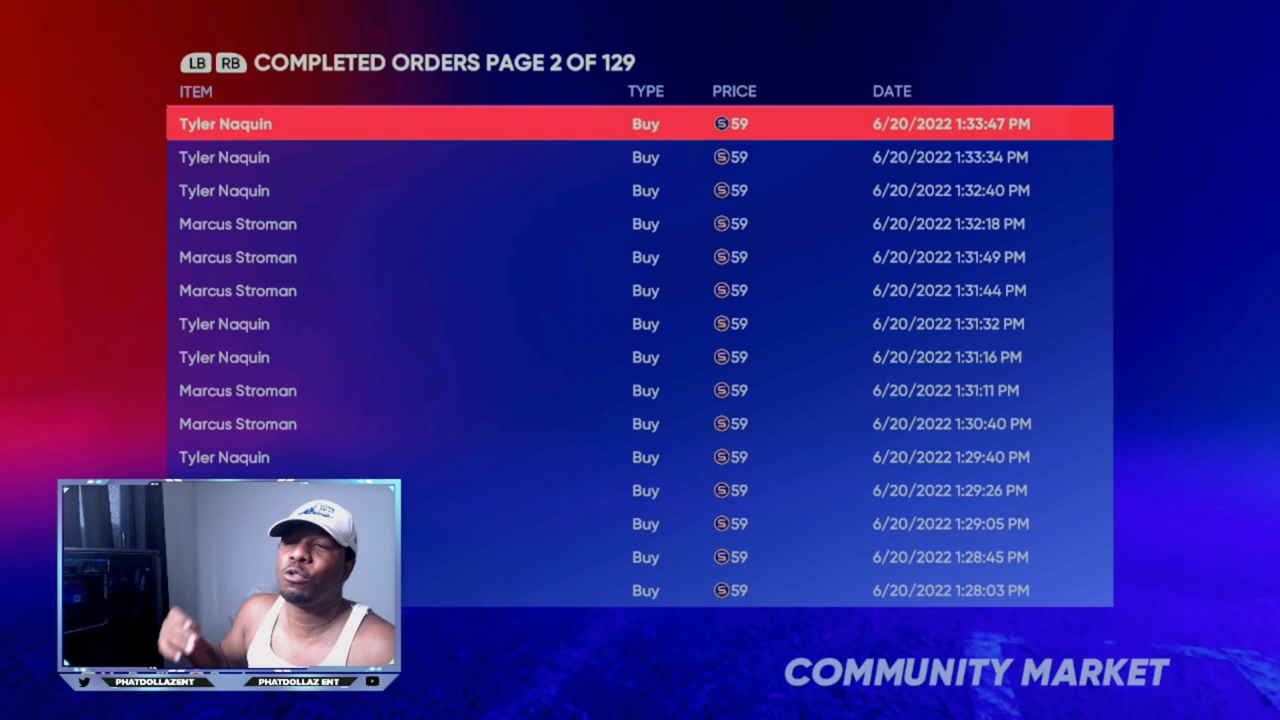 LB RB COMPLETED ORDERS PAGE 2 OF 129
ITEM TYPE PRICE DATE
Tyler Naquin Buy S 59 6/20/2022 1:33:47 PM
Tyler Naquin Buy S 59 6/20/2022 1:33:34 PM
Tyler Naquin Buy S 59 6/20/2022 1:32:40 PM
Marcus Stroman Buy S 59 6/20/2022 1:32:18 PM
Marcus Stroman Buy S 59 6/20/2022 1:31:49 PM
Marcus Stroman Buy S 59 6/20/2022 1:31:44 PM
Tyler Naquin Buy S 59 6/20/2022 1:31:32 PM
Tyler Naquin Buy S 59 6/20/2022 1:31:16 PM
Marcus Stroman Buy S 59 6/20/2022 1:31:11 PM
Marcus Stroman Buy S 59 6/20/2022 1:30:40 PM
Tyler Naquin Buy S 59 6/20/2022 1:29:40 PM
Buy S 59 6/20/2022 1:29:26 PM
Buy S 59 6/20/2022 1:29:05 PM
Buy S 59 6/20/2022 1:28:45 PM
Buy S 59 6/20/2022 1:28:03 PM
PHATDOLLAZENT PHATDOLLAZ ENT
COMMUNITY MARKET